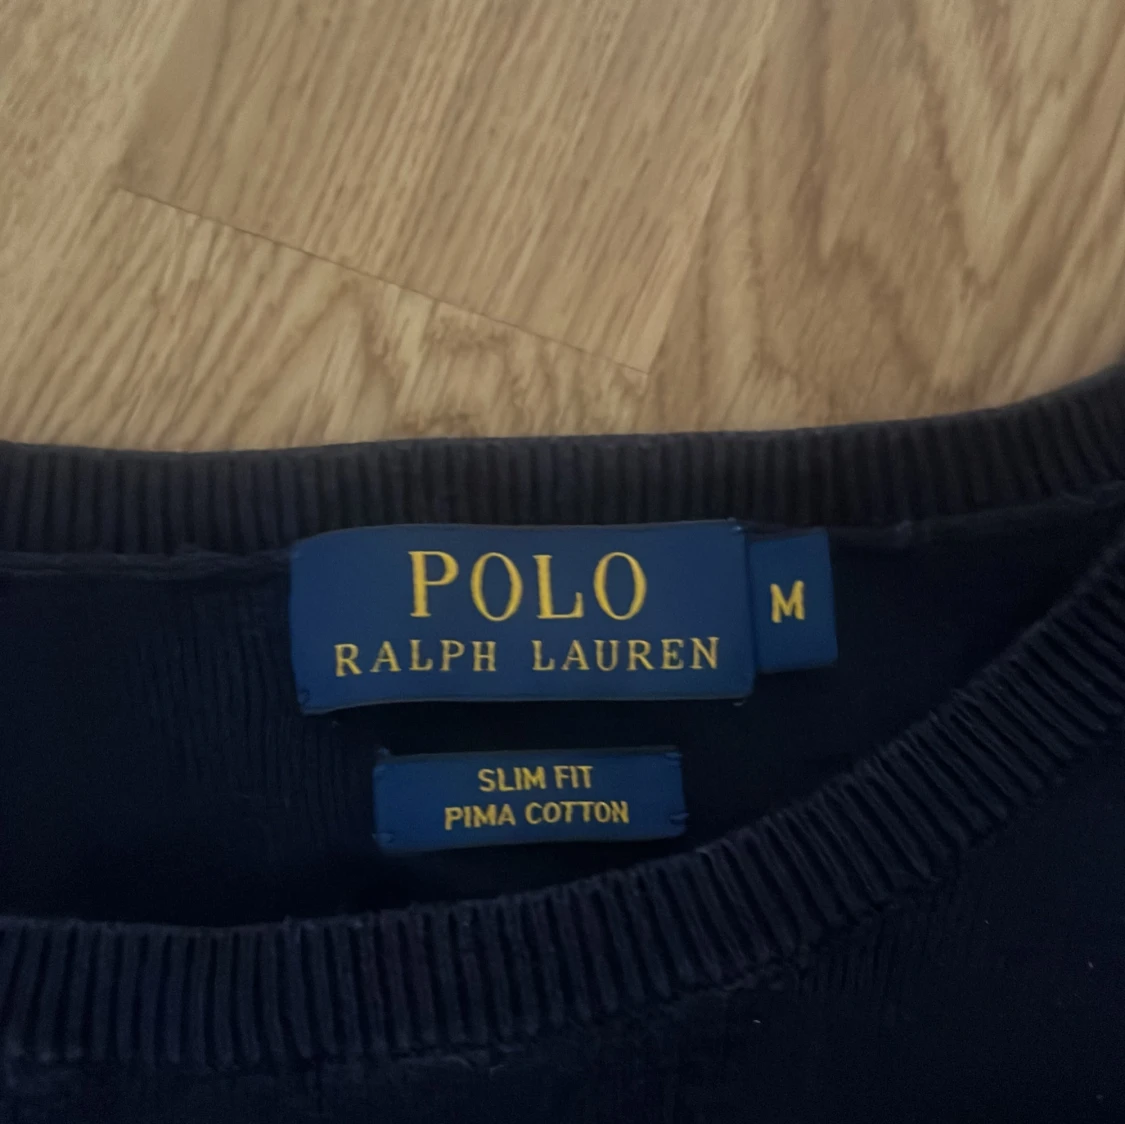 POLO
RALPH LAUREN
M
SLIM FIT
PIMA COTTON